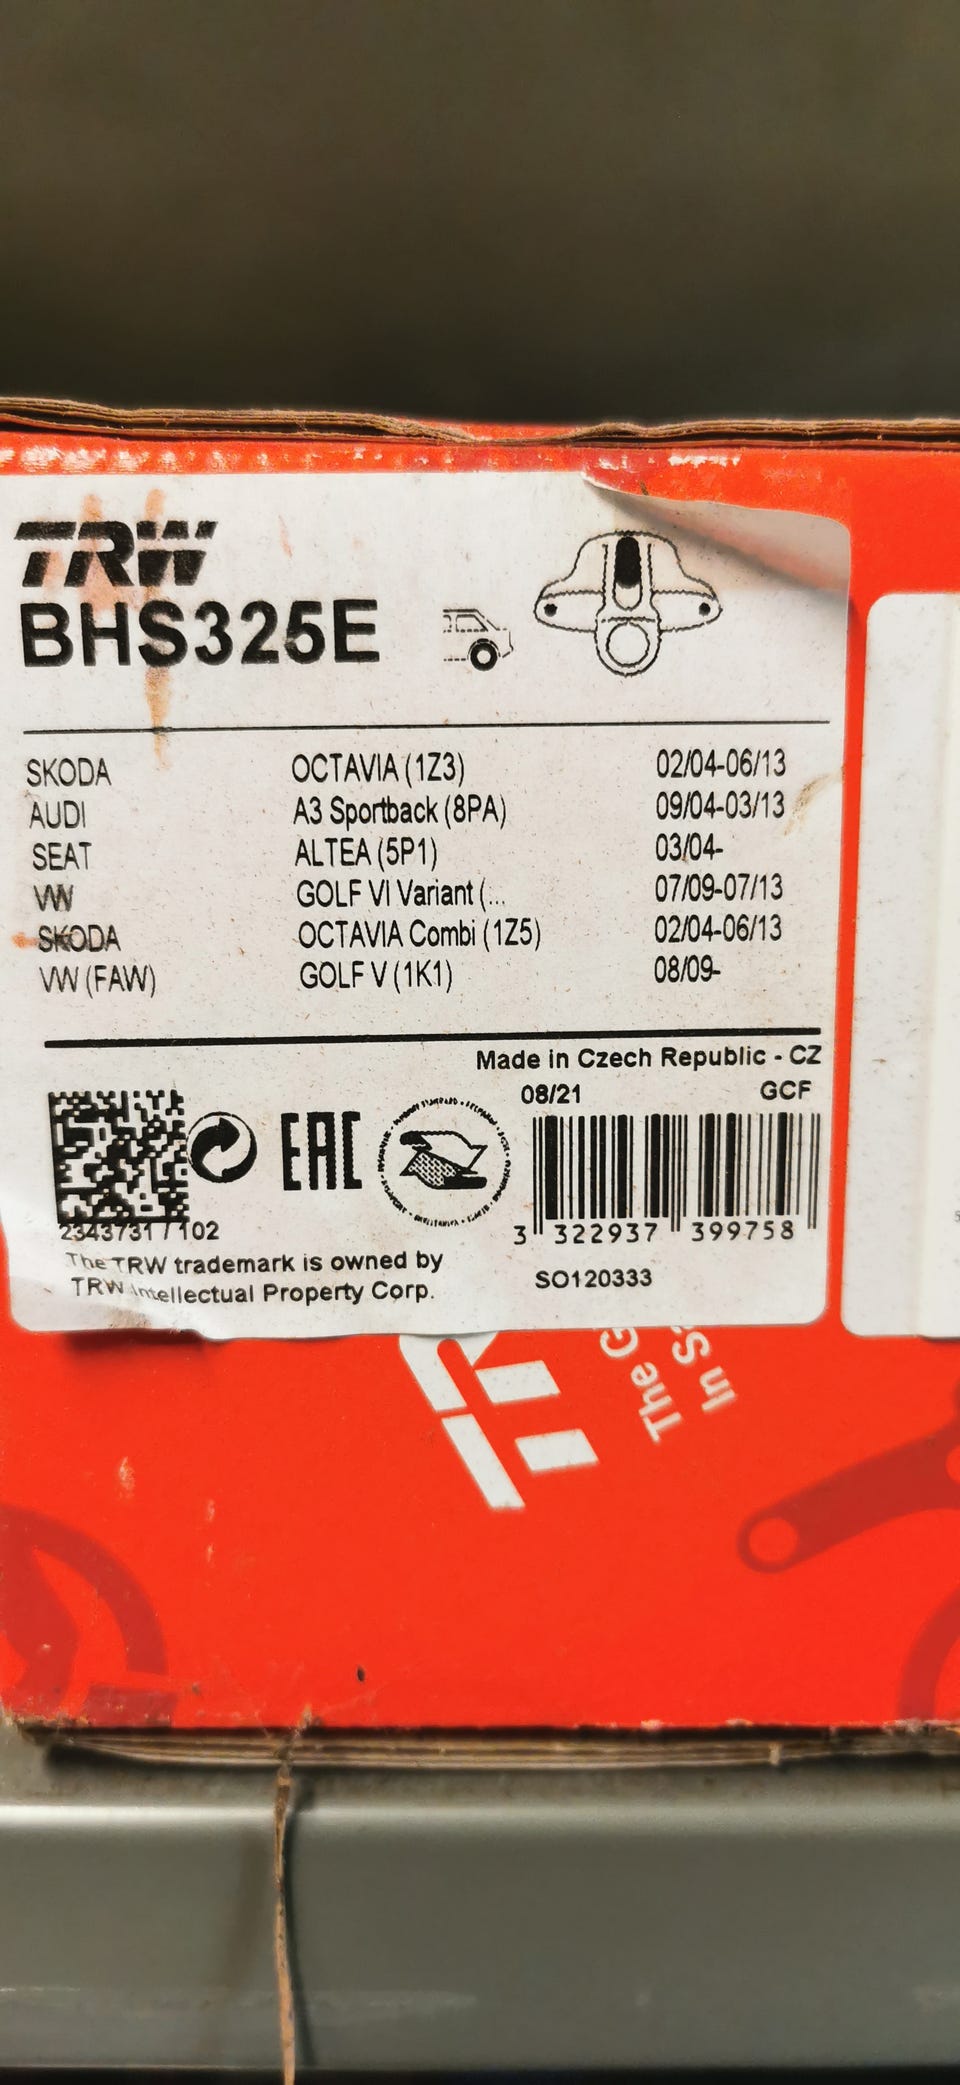 TRW
BHS325E
SKODA OCTAVIA (1Z3) 02/04-06/13
AUDI A3 Sportback (8PA) 09/04-03/13
SEAT ALTEA (5P1) 03/04-
VW GOLF VI Variant (... 07/09-07/13
SKODA OCTAVIA Combi (1Z5) 02/04-06/13
VW (FAW) GOLF V (1K1) 08/09-
Made in Czech Republic - CZ
08/21 GCF
EAC
2343731 / 102
3 322937 399758
The TRW trademark is owned by
TRW Intellectual Property Corp.
SO120333
The G
In S